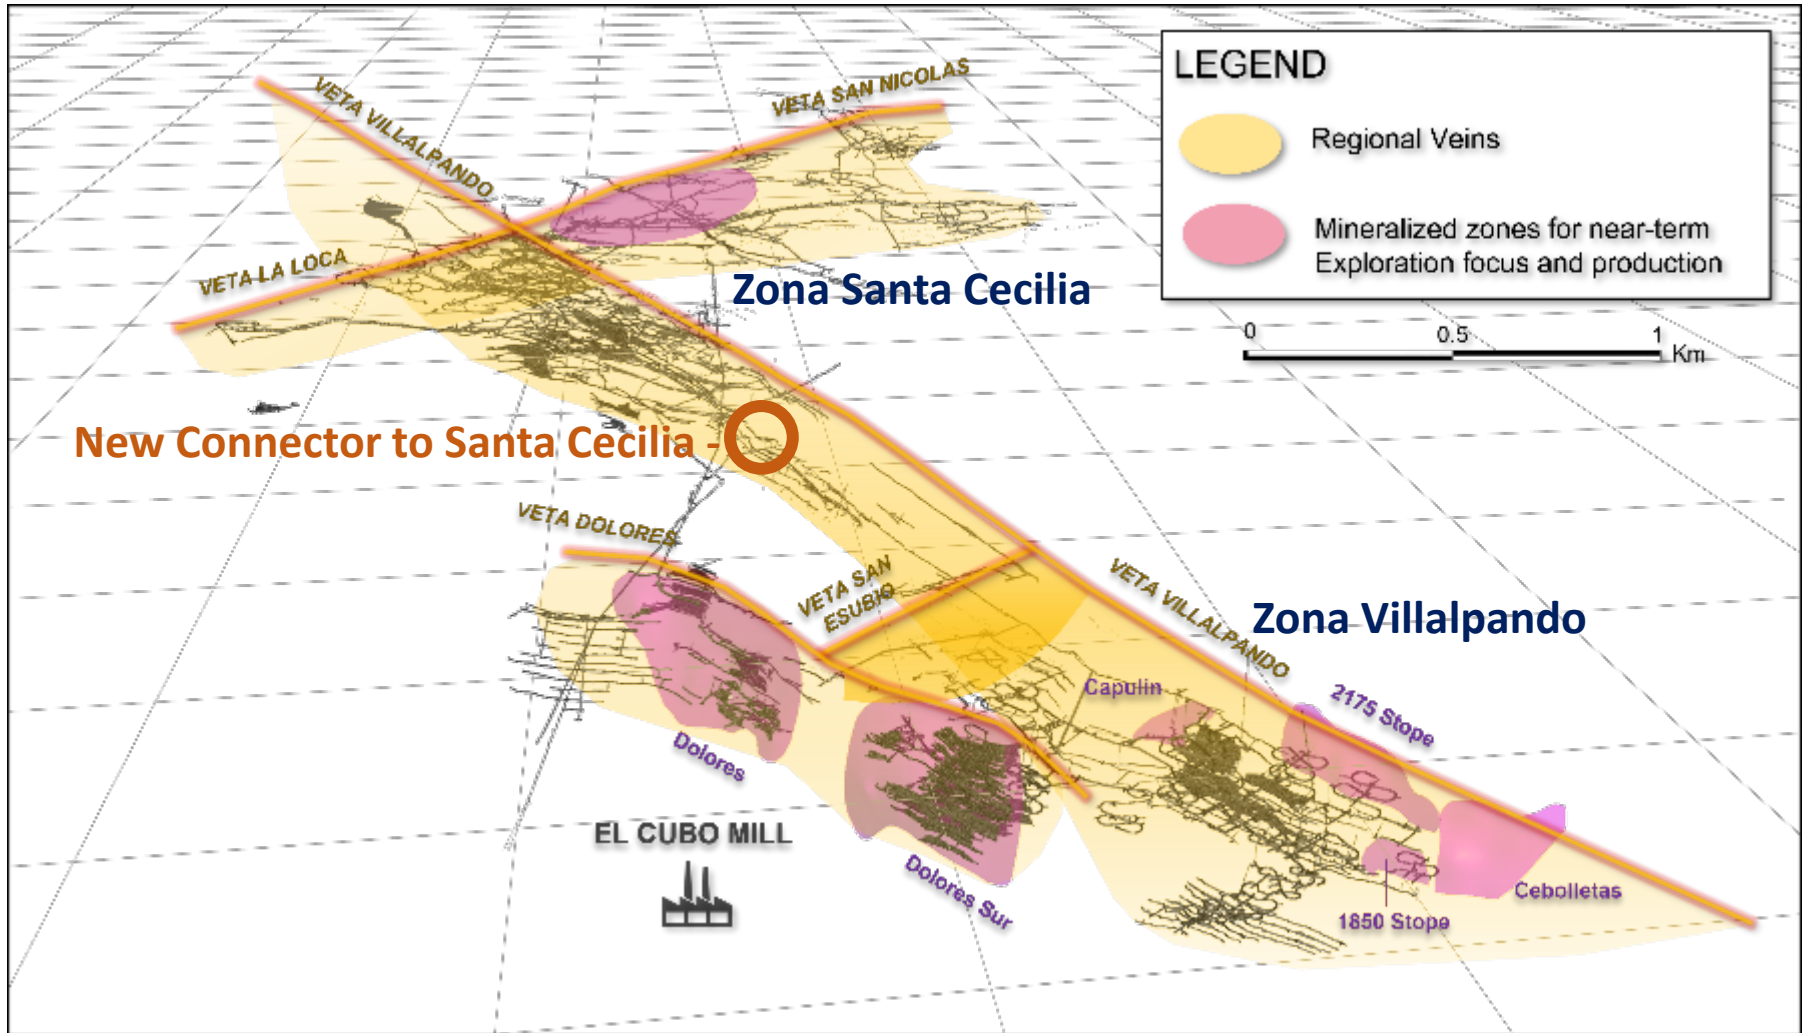 LEGEND
Regional Veins
Mineralized zones for near-term
Exploration focus and production
0 0.5 1
Km
VETA VILLALPANDO
VETA SAN NICOLAS
VETA LA LOCA
Zona Santa Cecilia
New Connector to Santa Cecilia -
VETA DOLORES
VETA SAN
ESUBIO
VETA VILLALPANDO
Zona Villalpando
Capulin
2175 Stope
Dolores
EL CUBO MILL
Dolores Sur
1850 Stope
Cebolletas